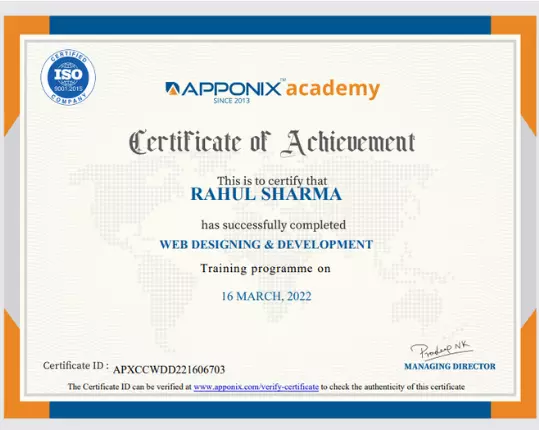 CERTIFIED
ISO
9001:2015
COMPANY
APPONIX™ academy
SINCE 2013
Certificate of Achievement
This is to certify that
RAHUL SHARMA
has successfully completed
WEB DESIGNING & DEVELOPMENT
Training programme on
16 MARCH, 2022
Pradeep NK
Certificate ID : APXCCWDD221606703
MANAGING DIRECTOR
The Certificate ID can be verified at www.apponix.com/verify-certificate to check the authenticity of this certificate